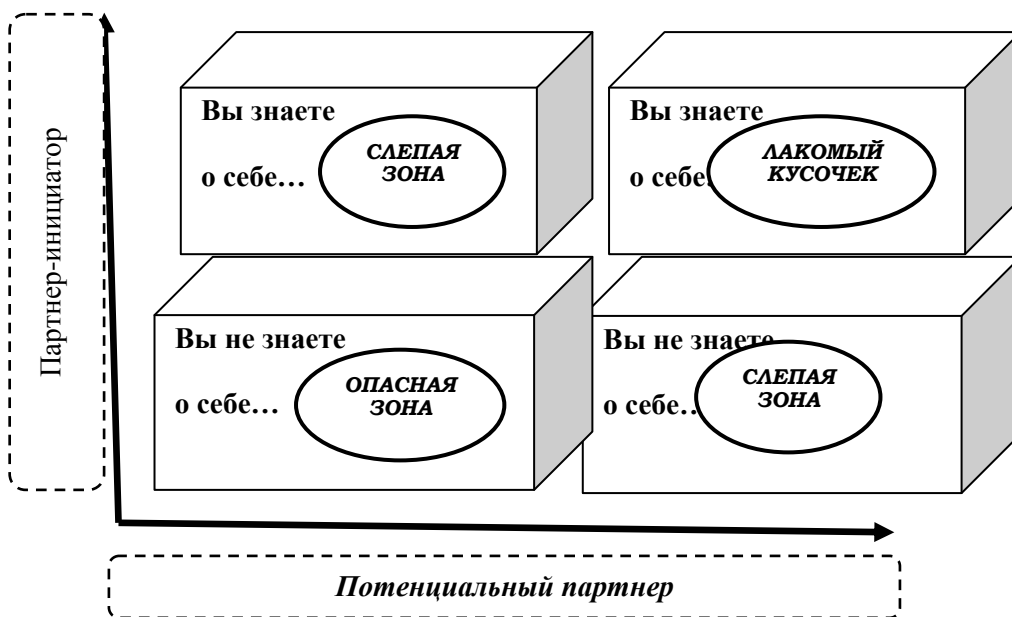 Партнер-инициатор
Вы знаете
о себе…
СЛЕПАЯ
ЗОНА
Вы знаете
о себе.
ЛАКОМЫЙ
КУСОЧЕК
Вы не знаете
о себе…
ОПАСНАЯ
ЗОНА
Вы не знаете
о себе…
СЛЕПАЯ
ЗОНА
Потенциальный партнер